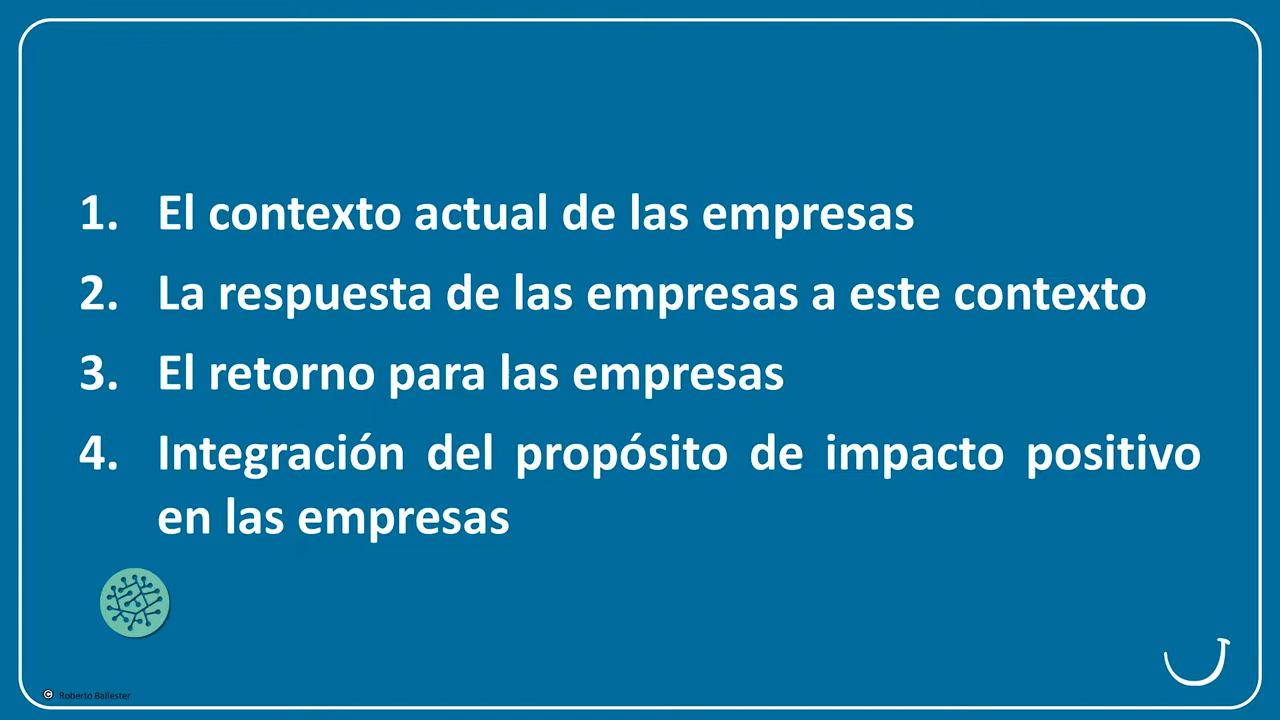 1. El contexto actual de las empresas
2. La respuesta de las empresas a este contexto
3. El retorno para las empresas
4. Integración del propósito de impacto positivo
en las empresas
© Roberto Ballester